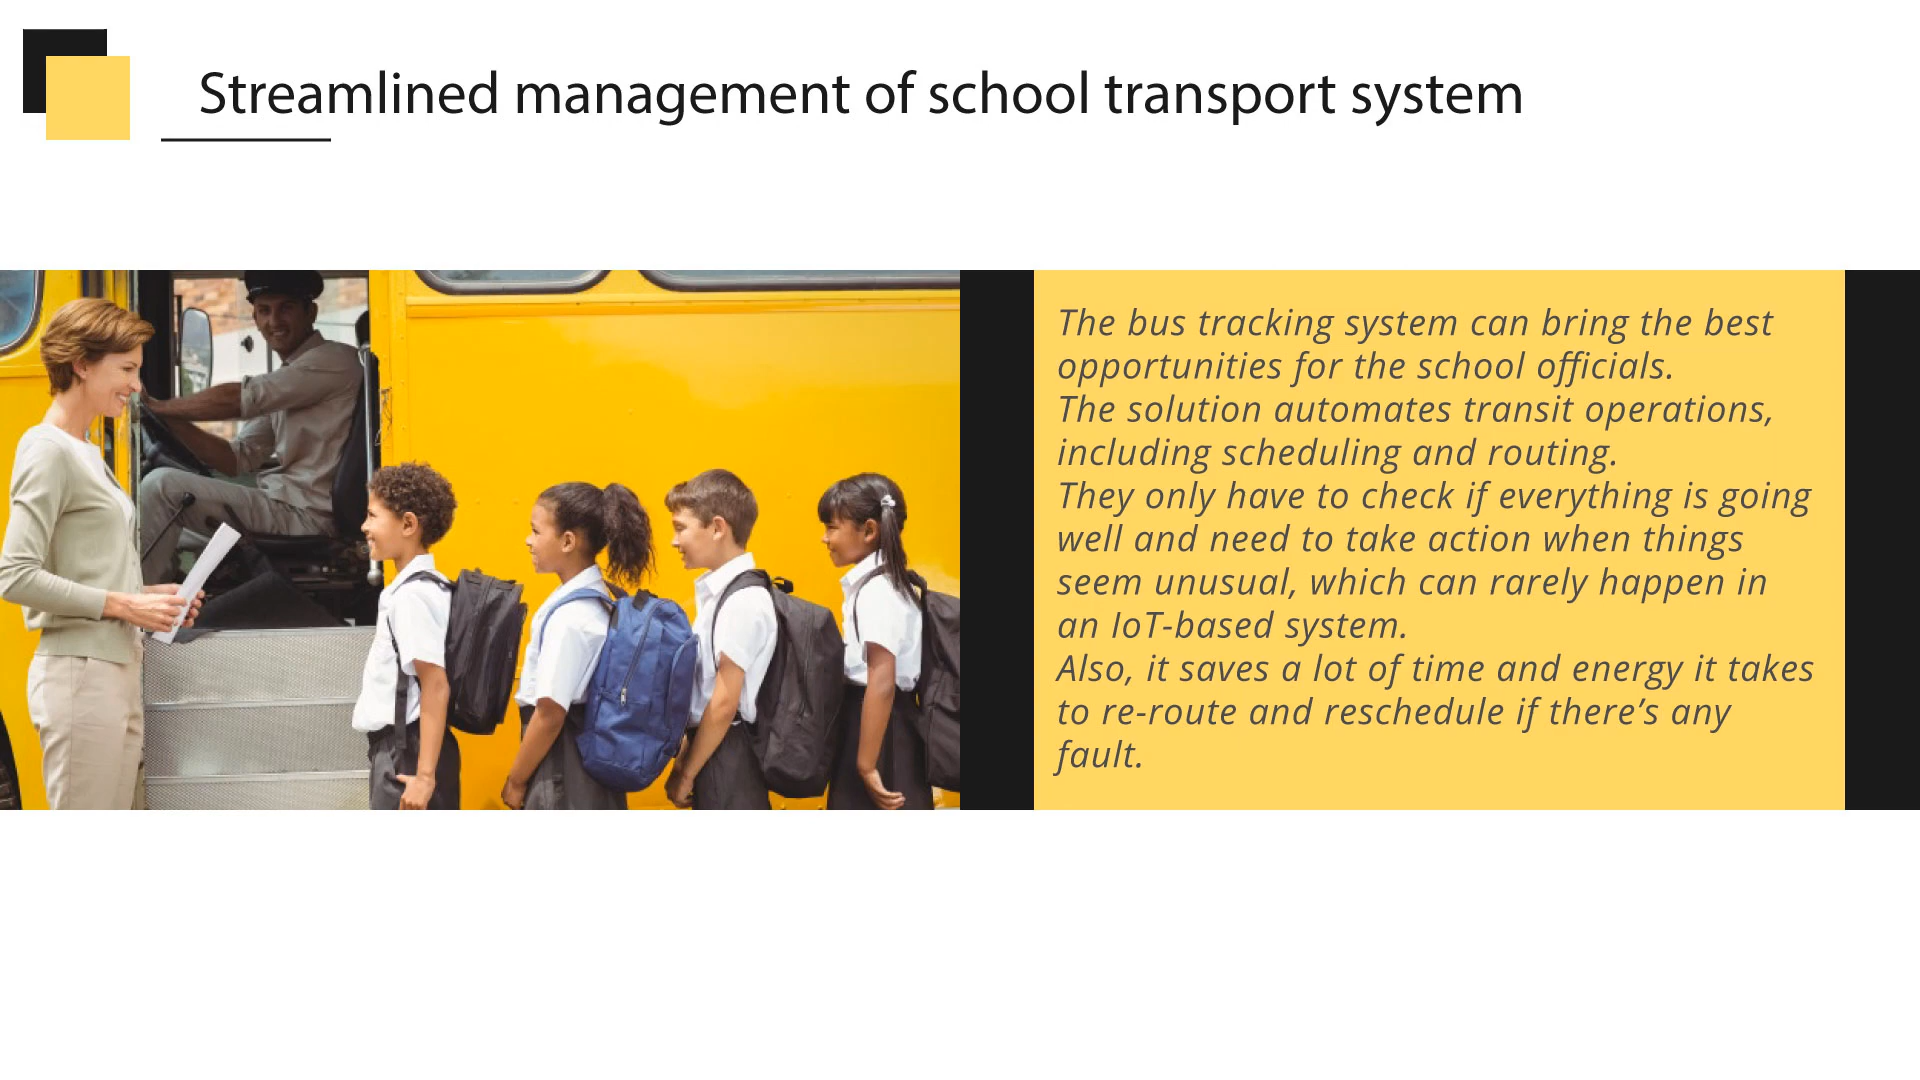 Streamlined management of school transport system
The bus tracking system can bring the best
opportunities for the school officials.
The solution automates transit operations,
including scheduling and routing.
They only have to check if everything is going
well and need to take action when things
seem unusual, which can rarely happen in
an IoT-based system.
Also, it saves a lot of time and energy it takes
to re-route and reschedule if there’s any
fault.